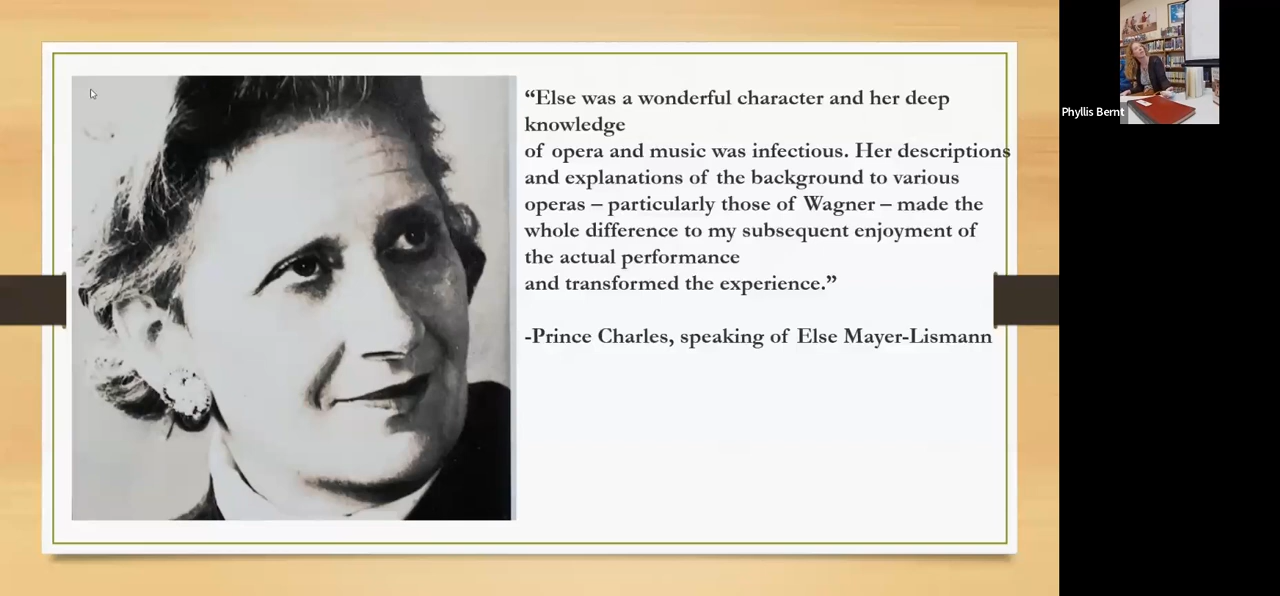 “Else was a wonderful character and her deep
knowledge
of opera and music was infectious. Her descriptions
and explanations of the background to various
operas – particularly those of Wagner – made the
whole difference to my subsequent enjoyment of
the actual performance
and transformed the experience.”
-Prince Charles, speaking of Else Mayer-Lismann
Phyllis Bernt